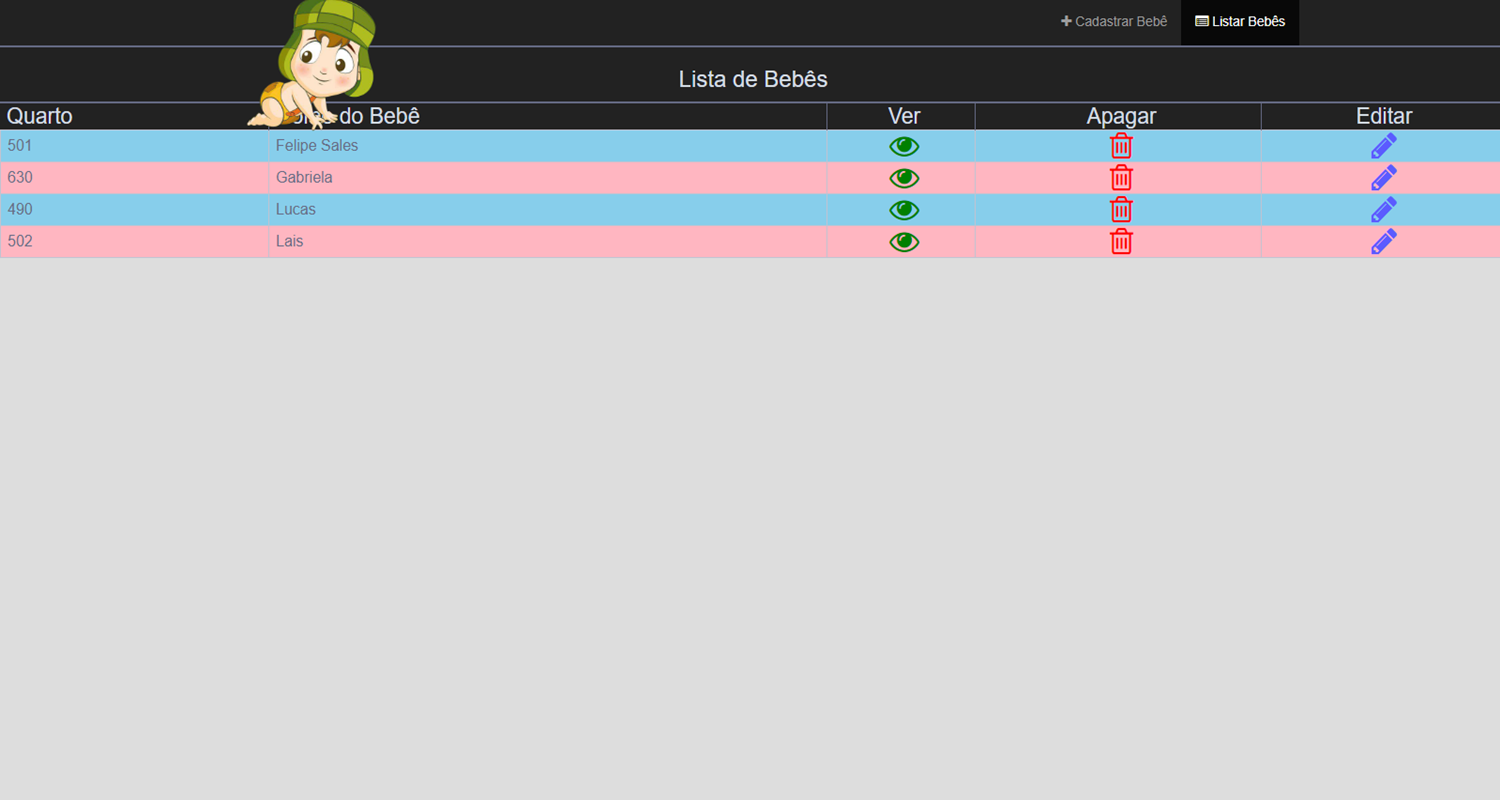 Cadastrar Bebê Listar Bebês
Lista de Bebês
Quarto do Bebê Ver Apagar Editar
501 Felipe Sales
630 Gabriela
490 Lucas
502 Lais